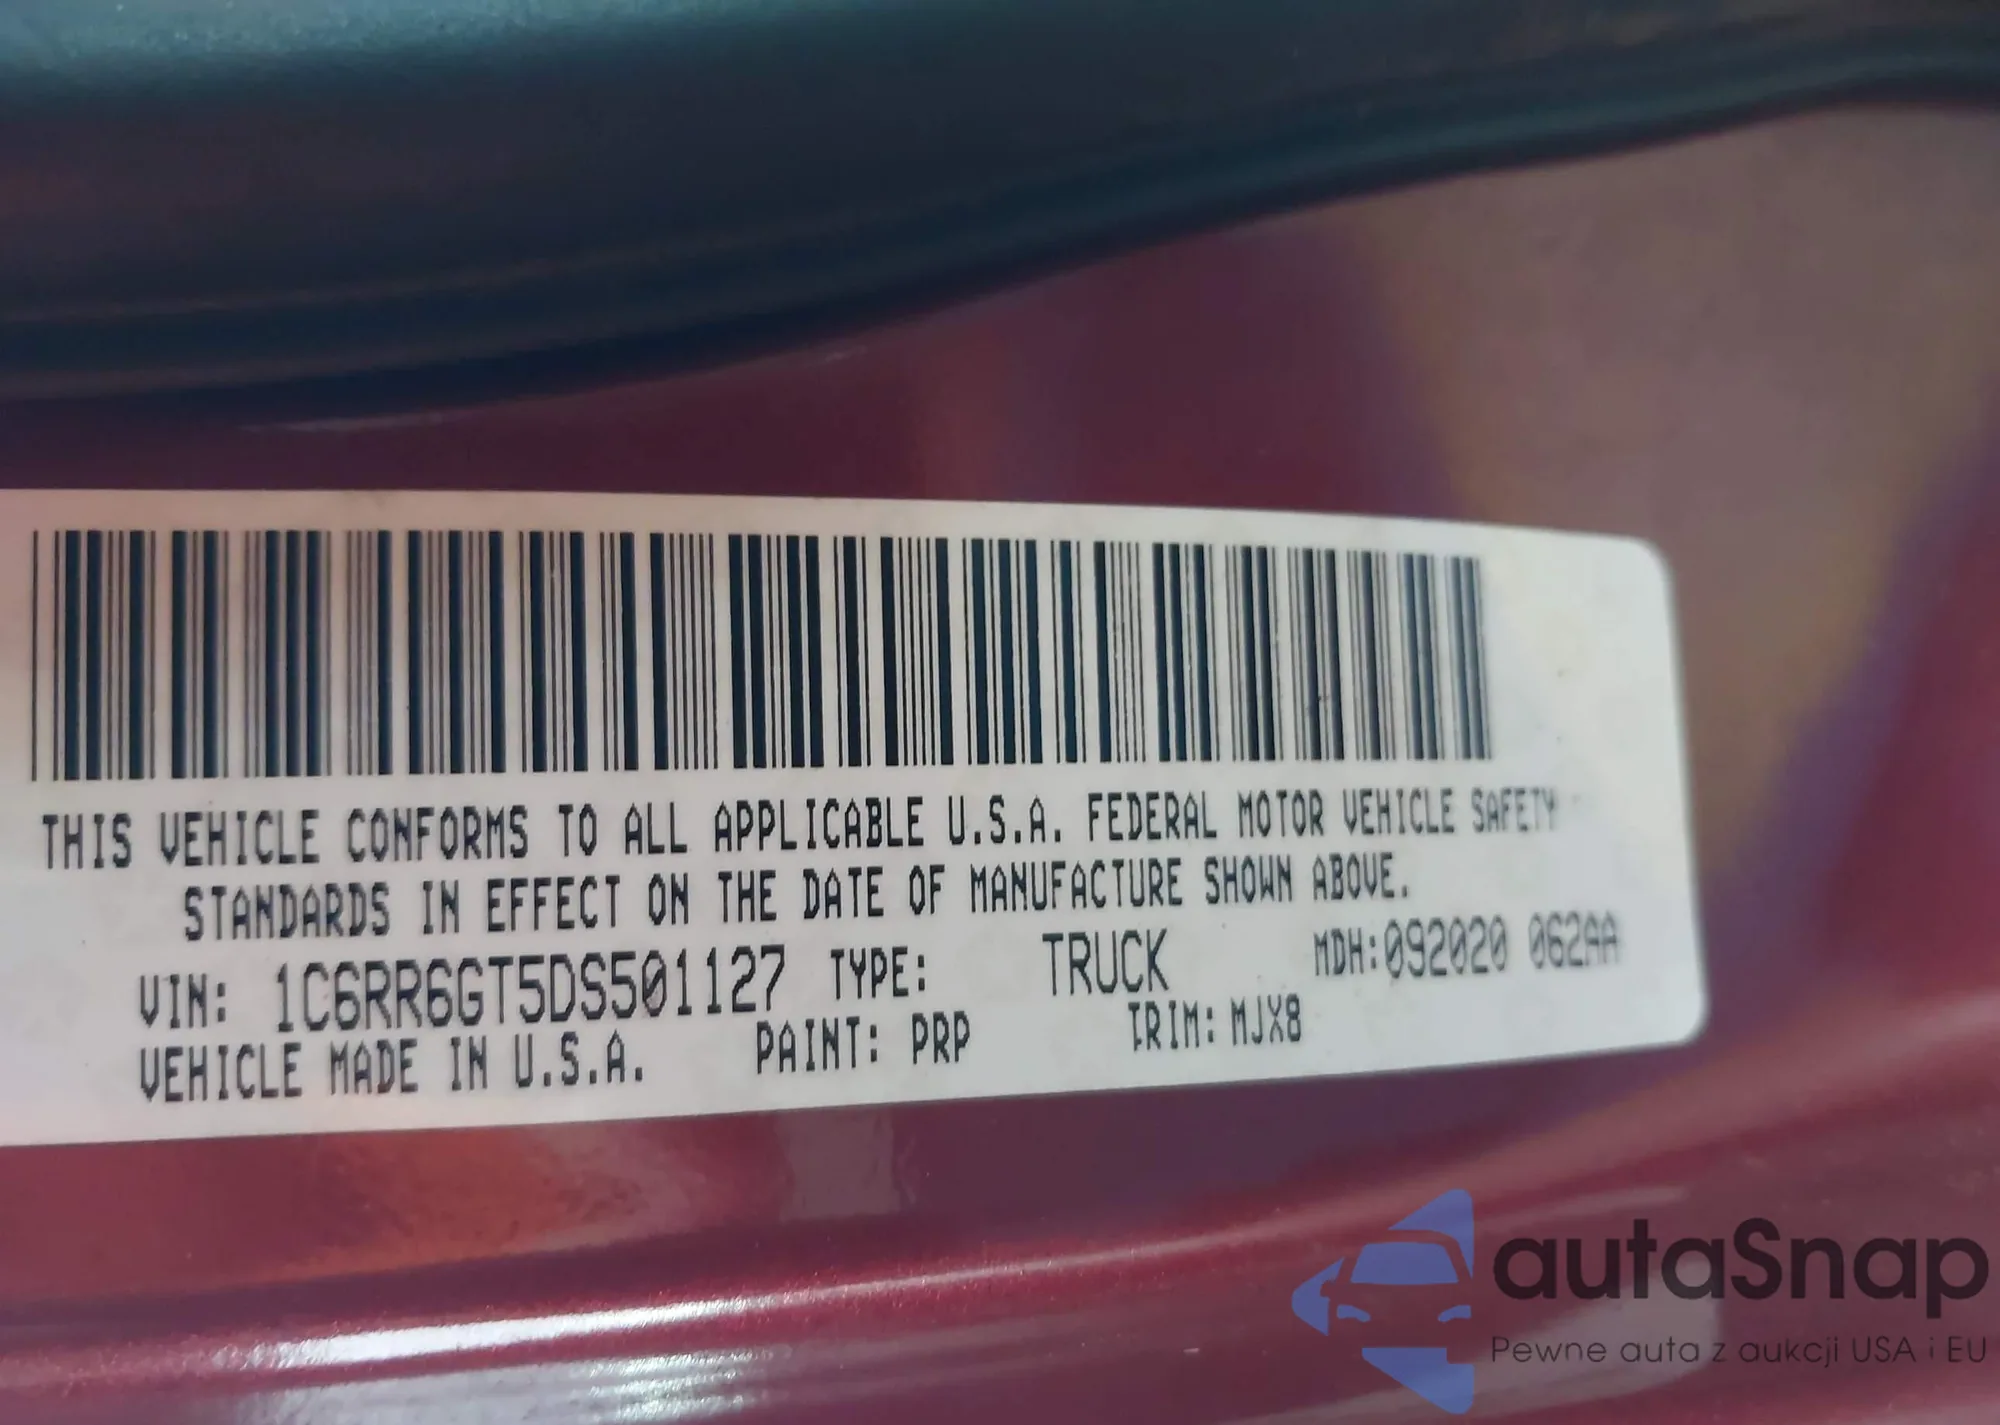 THIS VEHICLE CONFORMS TO ALL APPLICABLE U.S.A. FEDERAL MOTOR VEHICLE SAFETY
STANDARDS IN EFFECT ON THE DATE OF MANUFACTURE SHOWN ABOVE.
VIN: 1C6RR6GT5DS501127 TYPE: TRUCK MDH:092020 062AA
VEHICLE MADE IN U.S.A. PAINT: PRP TRIM: MJX8
autaSnap
Pewne auta z aukcji USA i EU